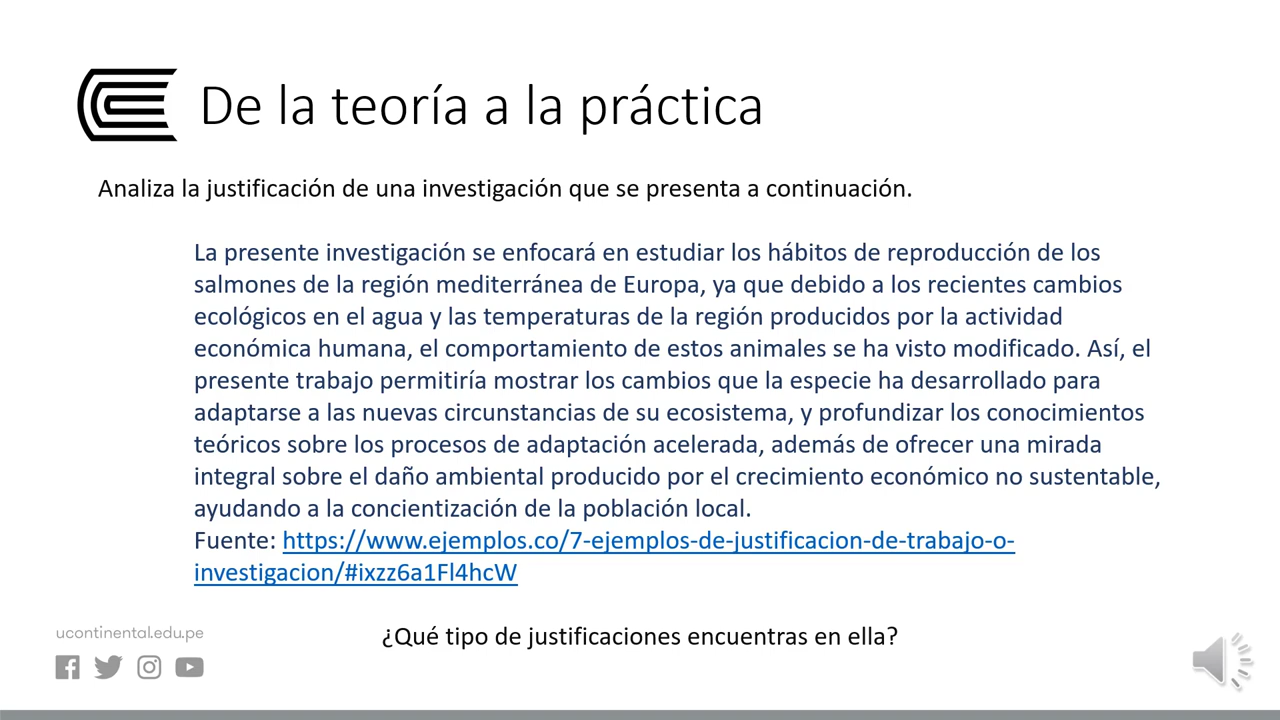 De la teoría a la práctica
Analiza la justificación de una investigación que se presenta a continuación.
La presente investigación se enfocará en estudiar los hábitos de reproducción de los
salmones de la región mediterránea de Europa, ya que debido a los recientes cambios
ecológicos en el agua y las temperaturas de la región producidos por la actividad
económica humana, el comportamiento de estos animales se ha visto modificado. Así, el
presente trabajo permitiría mostrar los cambios que la especie ha desarrollado para
adaptarse a las nuevas circunstancias de su ecosistema, y profundizar los conocimientos
teóricos sobre los procesos de adaptación acelerada, además de ofrecer una mirada
integral sobre el daño ambiental producido por el crecimiento económico no sustentable,
ayudando a la concientización de la población local.
Fuente: https://www.ejemplos.co/7-ejemplos-de-justificacion-de-trabajo-o-
investigacion/#ixzz6a1Fl4hcW
¿Qué tipo de justificaciones encuentras en ella?
ucontinental.edu.pe